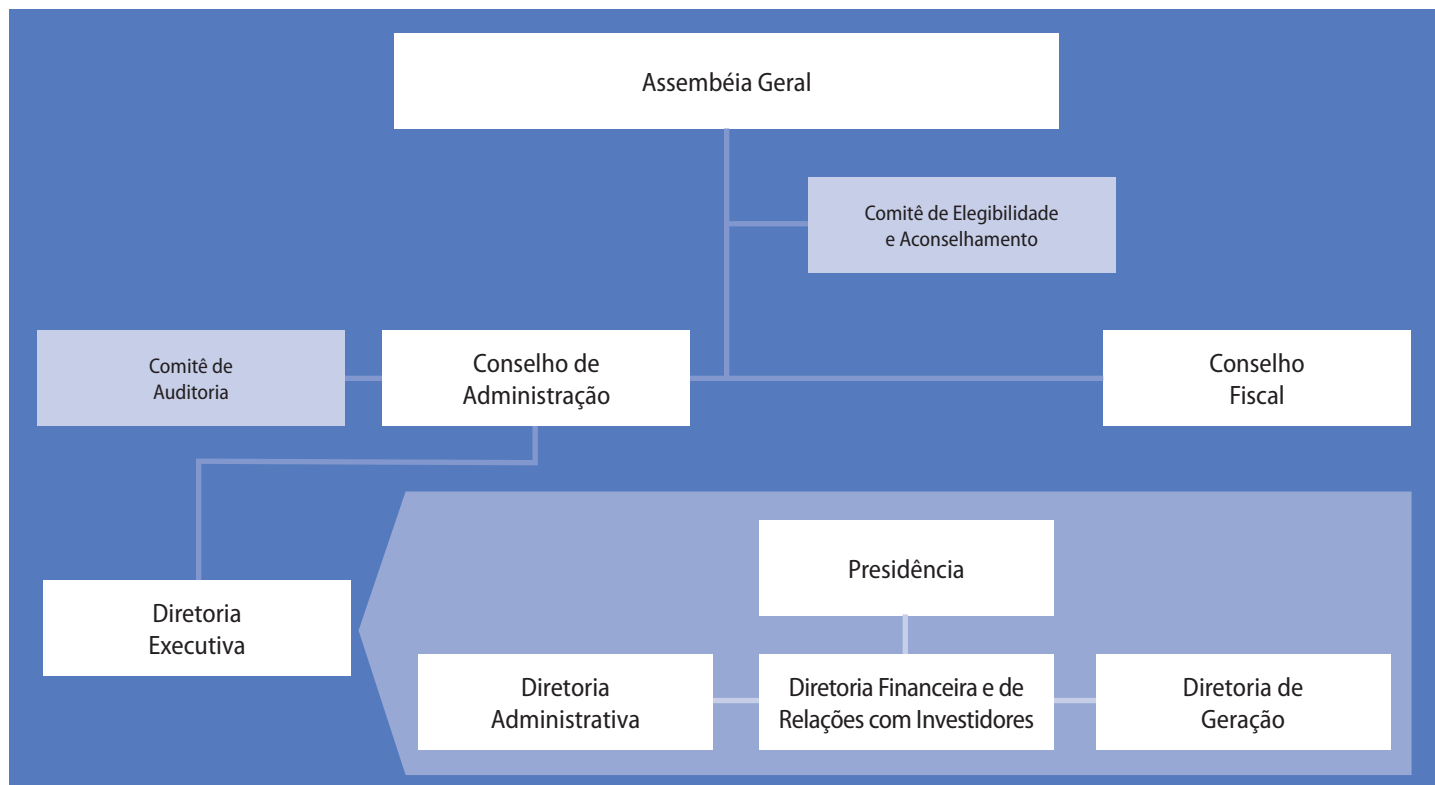 Assembéia Geral
Comitê de Elegibilidade
e Aconselhamento
Comitê de
Auditoria
Conselho de
Administração
Conselho
Fiscal
Diretoria
Executiva
Presidência
Diretoria
Administrativa
Diretoria Financeira e de
Relações com Investidores
Diretoria de
Geração